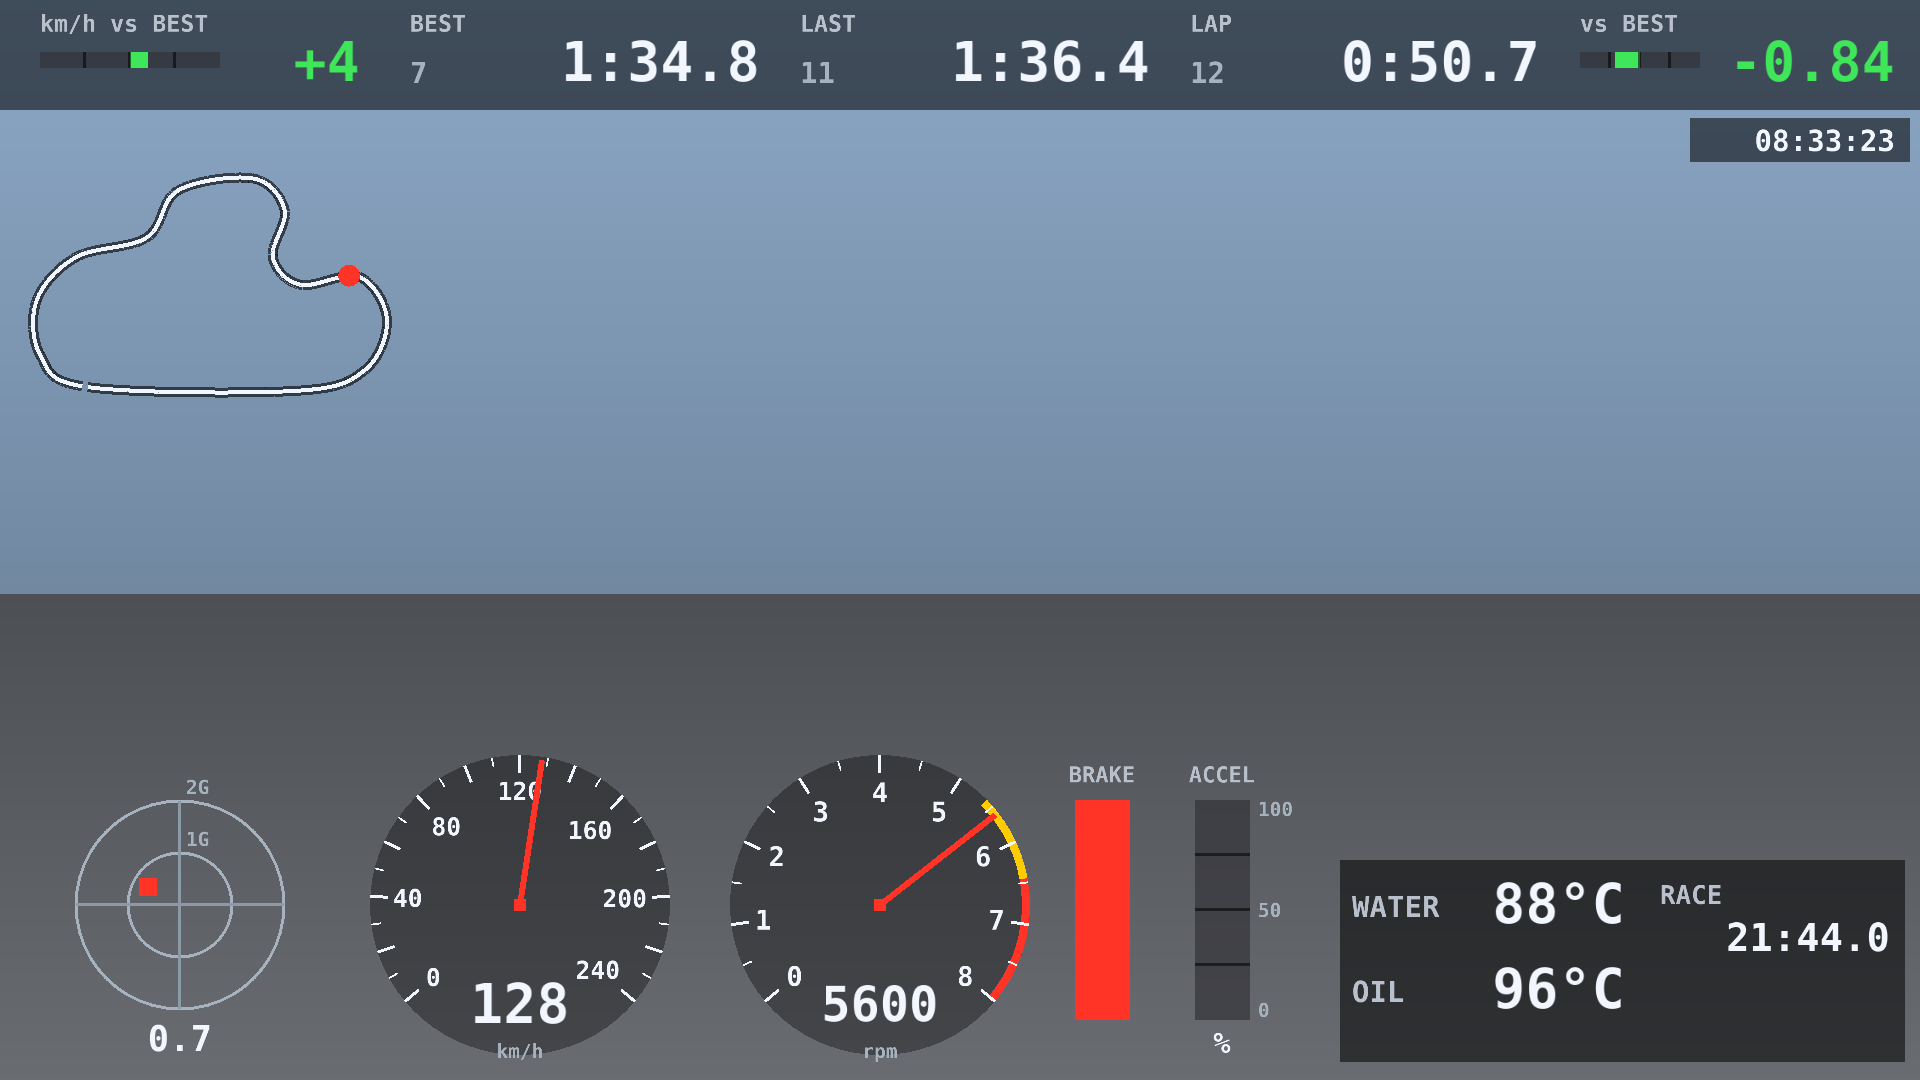 km/h vs BEST
+4
BEST
7
1:34.8
LAST
11
1:36.4
LAP
12
0:50.7
vs BEST
-0.84
08:33:23
2G
1G
0.7
0
40
80
120
160
200
240
128
km/h
0
1
2
3
4
5
6
7
8
5600
rpm
BRAKE
ACCEL
100
50
0
%
WATER 88°C
OIL 96°C
RACE
21:44.0